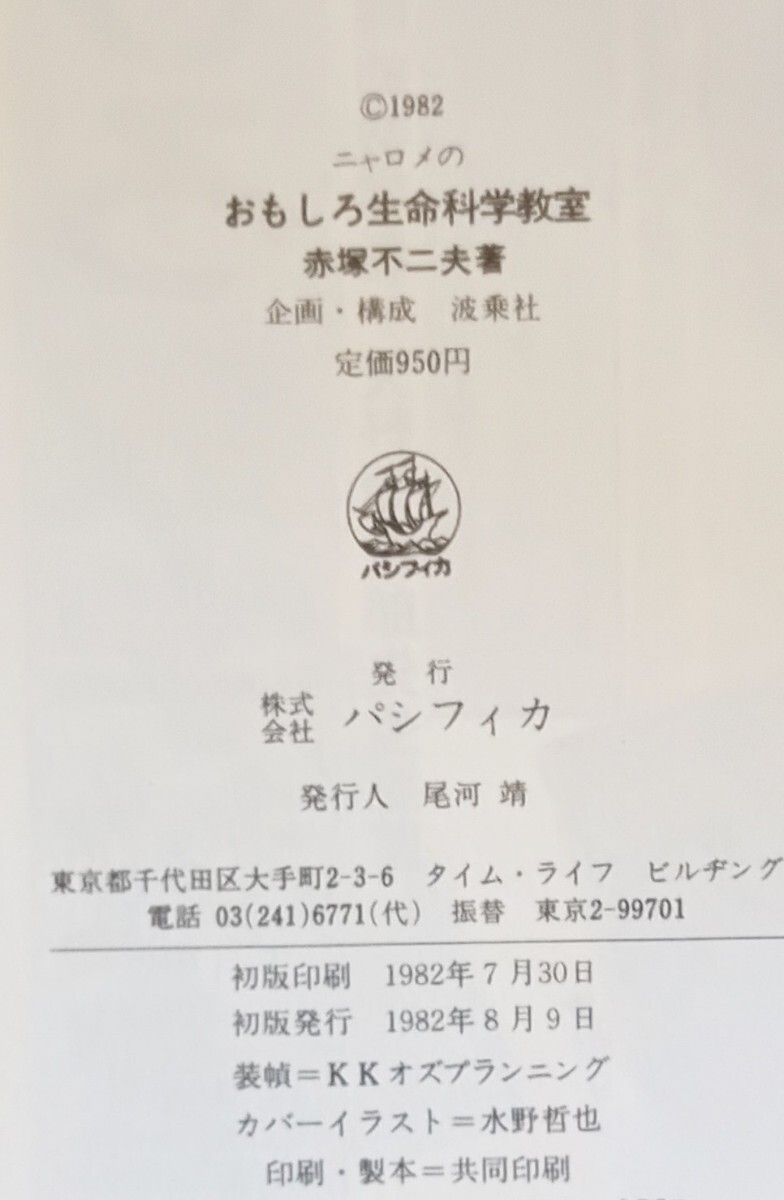 ©1982
ニャロメの
おもしろ生命科学教室
赤塚不二夫著
企画・構成 波乗社
定価950円
パシフィカ
発行
株式会社 パシフィカ
発行人 尾河 靖
東京都千代田区大手町2-3-6 タイム・ライフ ビルヂング
電話 03(241)6771(代) 振替 東京2-99701
初版印刷 1982年7月30日
初版発行 1982年8月9日
装幀=KKオズプランニング
カバーイラスト=水野哲也
印刷・製本=共同印刷